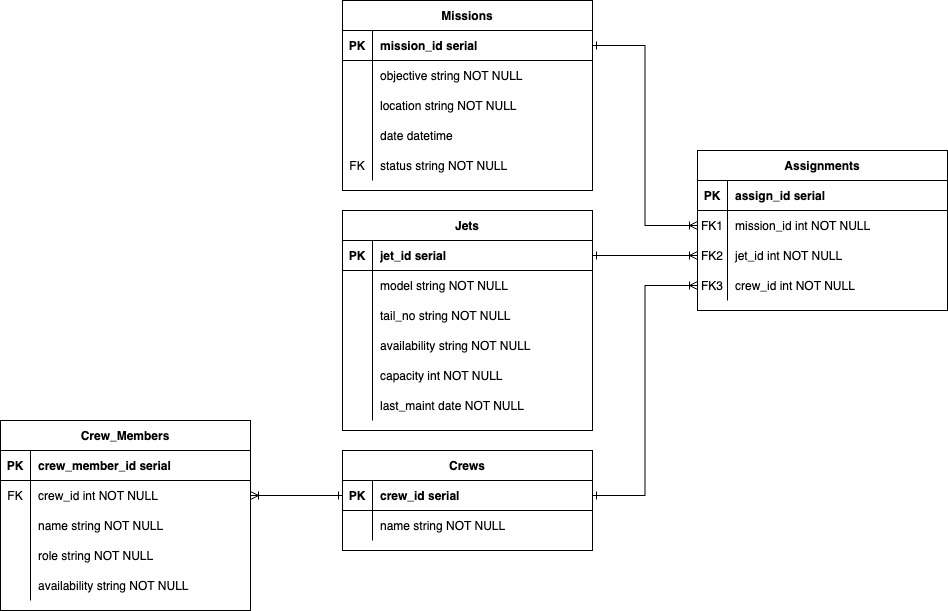 Missions
PK mission_id serial
objective string NOT NULL
location string NOT NULL
date datetime
FK status string NOT NULL
Assignments
PK assign_id serial
FK1 mission_id int NOT NULL
FK2 jet_id int NOT NULL
FK3 crew_id int NOT NULL
Jets
PK jet_id serial
model string NOT NULL
tail_no string NOT NULL
availability string NOT NULL
capacity int NOT NULL
last_maint date NOT NULL
Crew_Members
PK crew_member_id serial
FK crew_id int NOT NULL
name string NOT NULL
role string NOT NULL
availability string NOT NULL
Crews
PK crew_id serial
name string NOT NULL